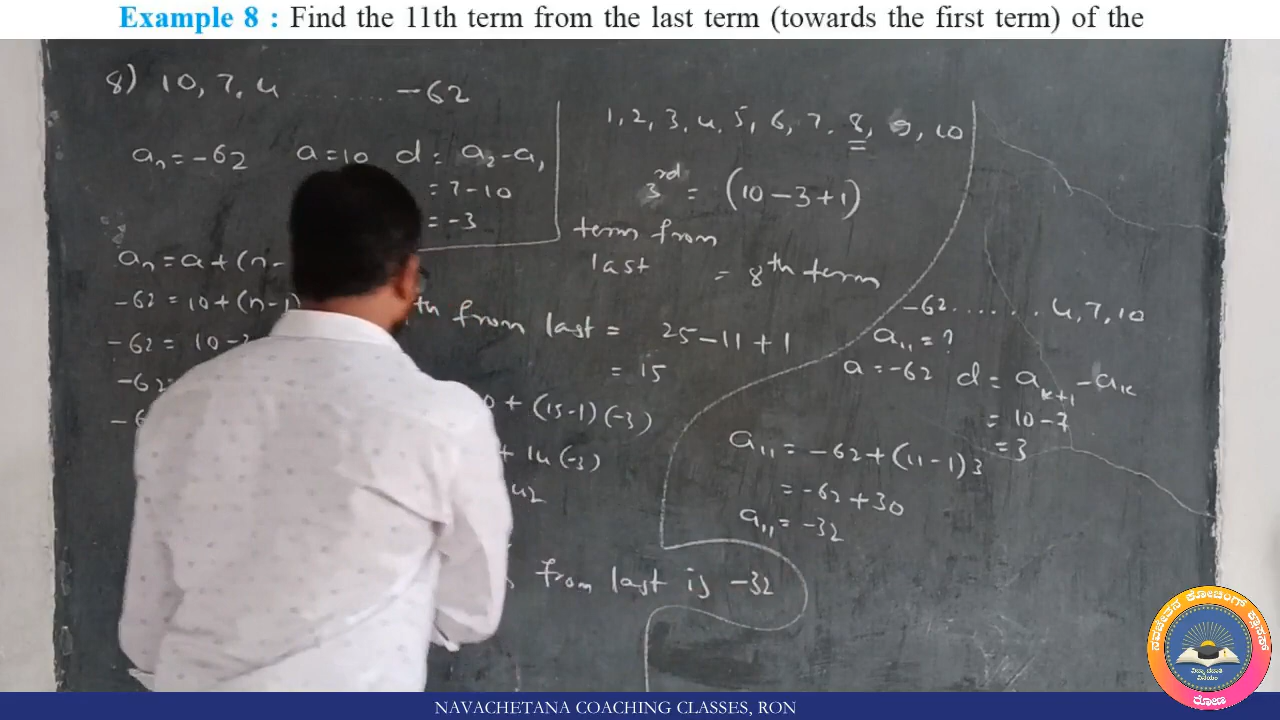 Example 8 : Find the 11th term from the last term (towards the first term) of the
8) 10, 7, 4 ......... -62
aₙ = -62 a = 10 d = a₂ - a₁
= 7 - 10
= -3
aₙ = a + (n -
-62 = 10 + (n - 1)
-62 = 10 -
-62
th from last = 25 - 11 + 1
= 15
+ (15-1) (-3)
+ 14 (-3)
42
from last is -32
1, 2, 3, 4, 5, 6, 7, 8, 9, 10
3rd = (10 - 3 + 1)
term from
last = 8th term
-62 ....... 4, 7, 10
a₁₁ = ?
a = -62 d = aₖ₊₁ - aₖ
= 10 - 7
= 3
a₁₁ = -62 + (11 - 1) 3
= -62 + 30
a₁₁ = -32
ನವಚೇತನ ಕೋಚಿಂಗ್ ಕ್ಲಾಸಸ್
ರೋಣ
NAVACHETANA COACHING CLASSES, RON